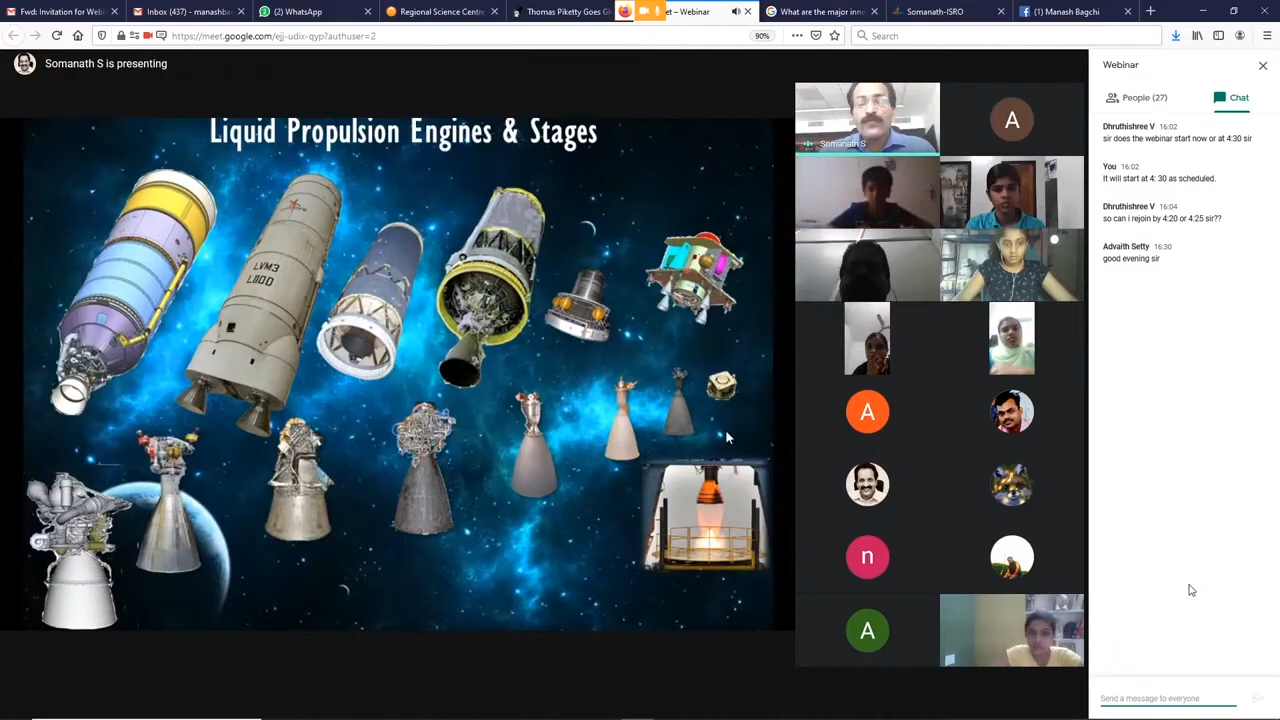 Fwd: Invitation for Webi
Inbox (437) - manashba
(2) WhatsApp
Regional Science Centre
Thomas Piketty Goes Gl
et – Webinar
What are the major inno
Somanath-ISRO
(1) Manash Bagchi
https://meet.google.com/ejj-udix-qyp?authuser=2
90%
Search
Somanath S is presenting
Liquid Propulsion Engines & Stages
LVM3
L110D
Somanath S
A
A
n
A
Webinar
People (27)
Chat
Dhruthishree V 16:02
sir does the webinar start now or at 4:30 sir
You 16:02
It will start at 4: 30 as scheduled.
Dhruthishree V 16:04
so can i rejoin by 4:20 or 4:25 sir??
Advaith Setty 16:30
good evening sir
Send a message to everyone